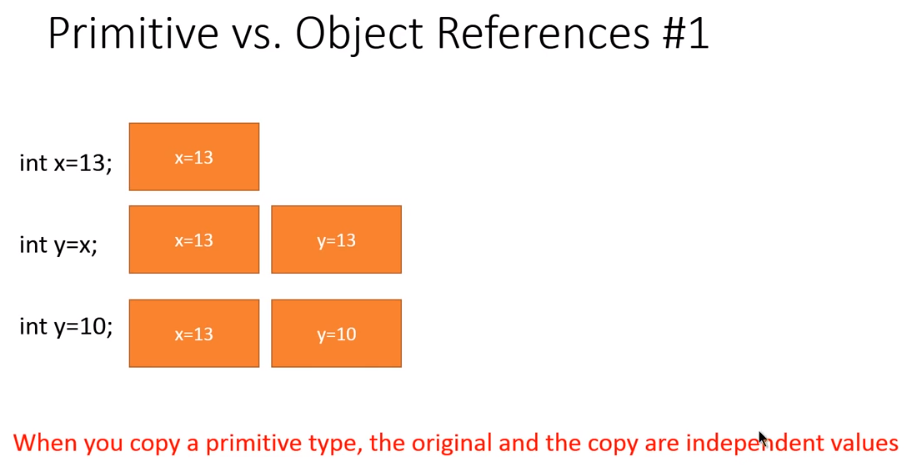 Primitive vs. Object References #1
int x=13;
x=13
int y=x;
x=13
y=13
int y=10;
x=13
y=10
When you copy a primitive type, the original and the copy are independent values